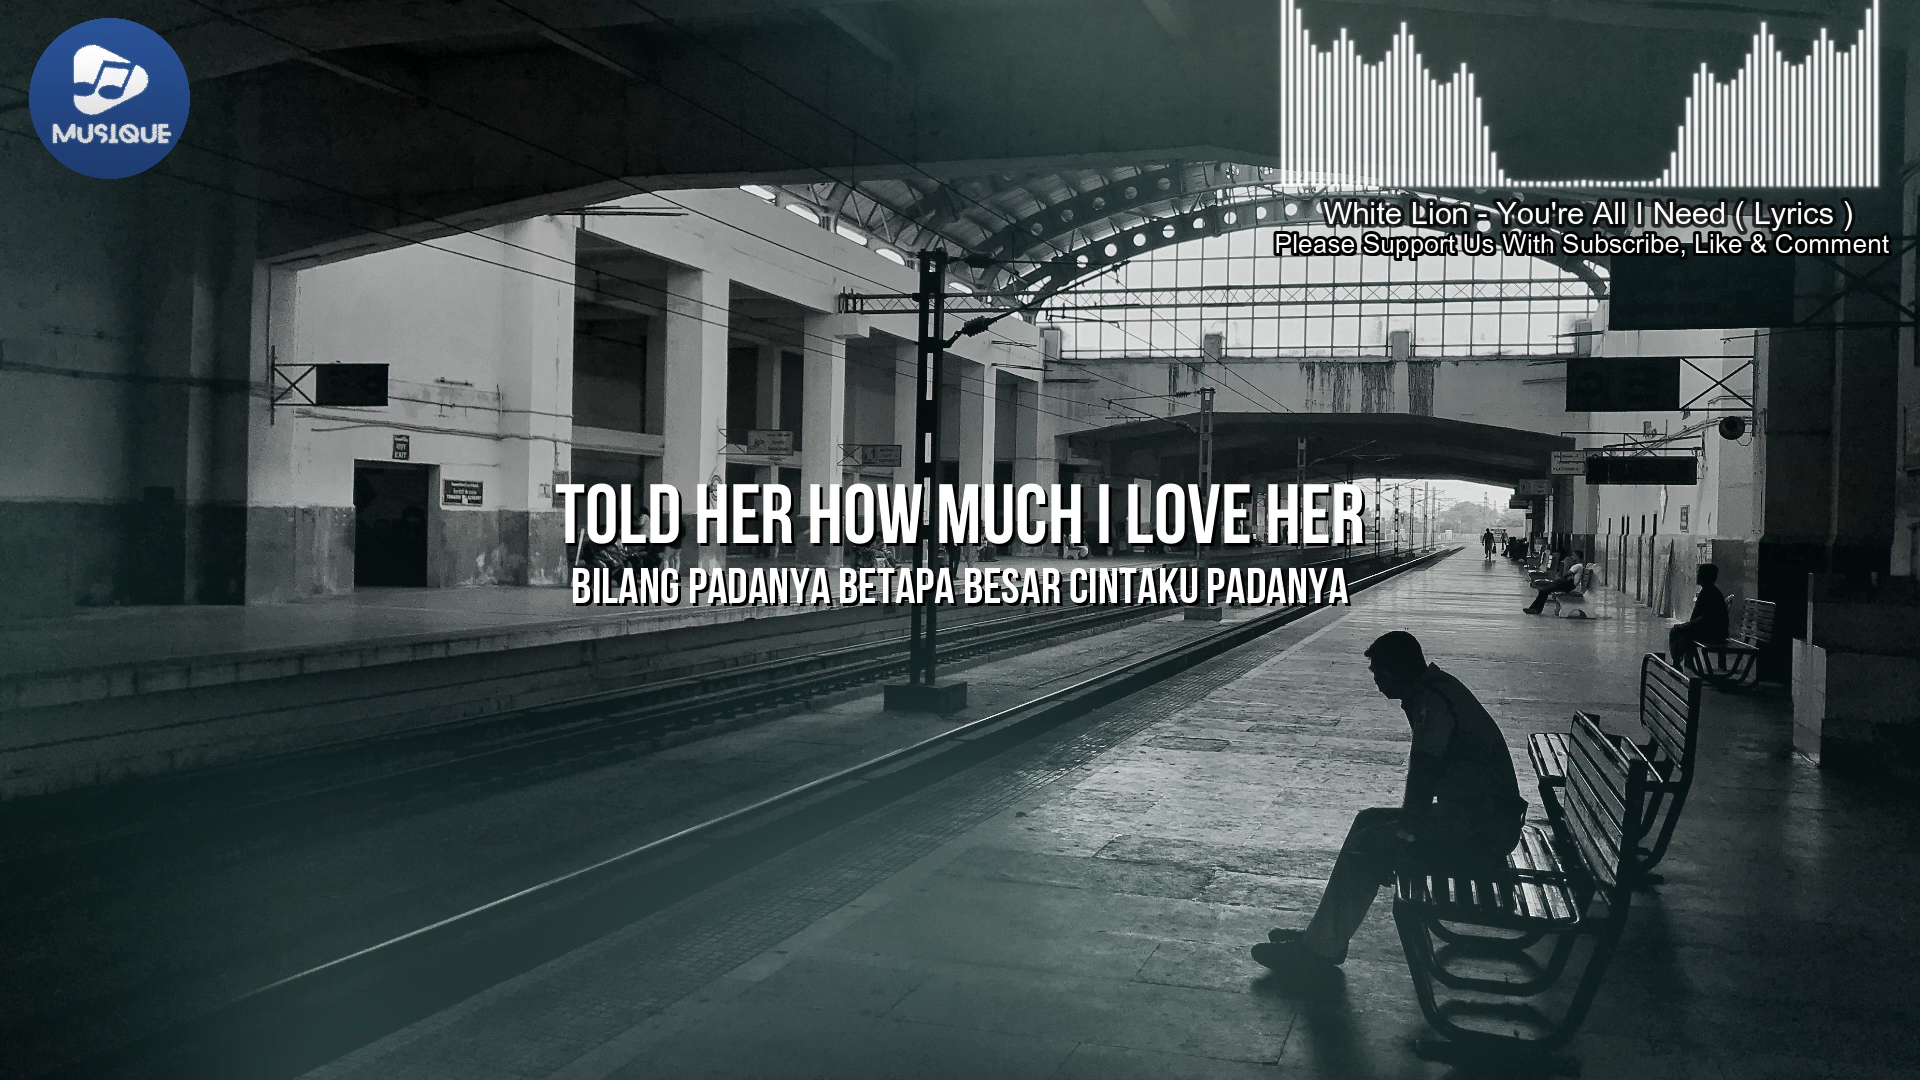 MUSIQUE
White Lion - You're All I Need ( Lyrics )
Please Support Us With Subscribe, Like & Comment
EXIT
TOLD HER HOW MUCH I LOVE HER
BILANG PADANYA BETAPA BESAR CINTAKU PADANYA